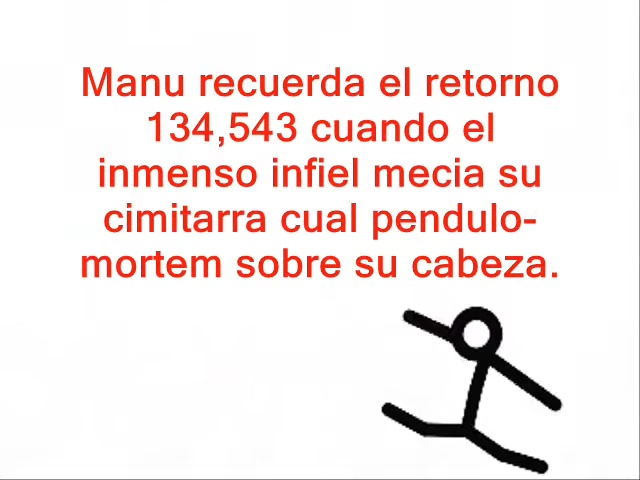 Manu recuerda el retorno
134,543 cuando el
inmenso infiel mecia su
cimitarra cual pendulo-
mortem sobre su cabeza.